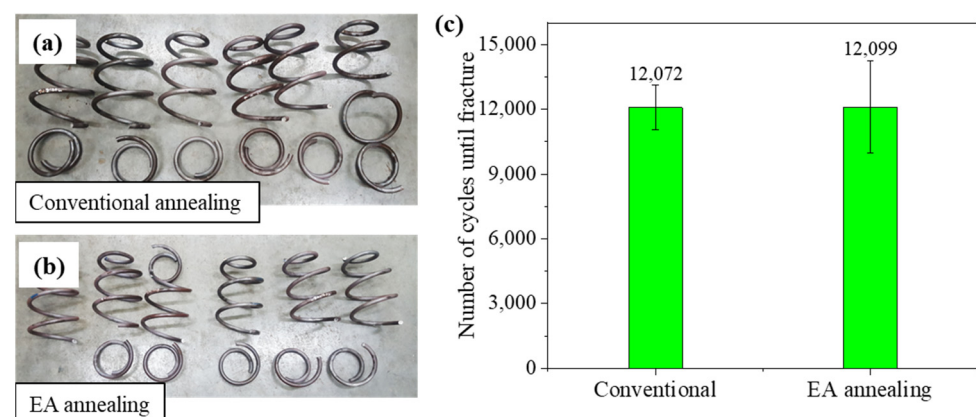 (a)
Conventional annealing
(b)
EA annealing
(c)
Number of cycles until fracture
15,000
12,000
9,000
6,000
3,000
0
12,072
12,099
Conventional
EA annealing